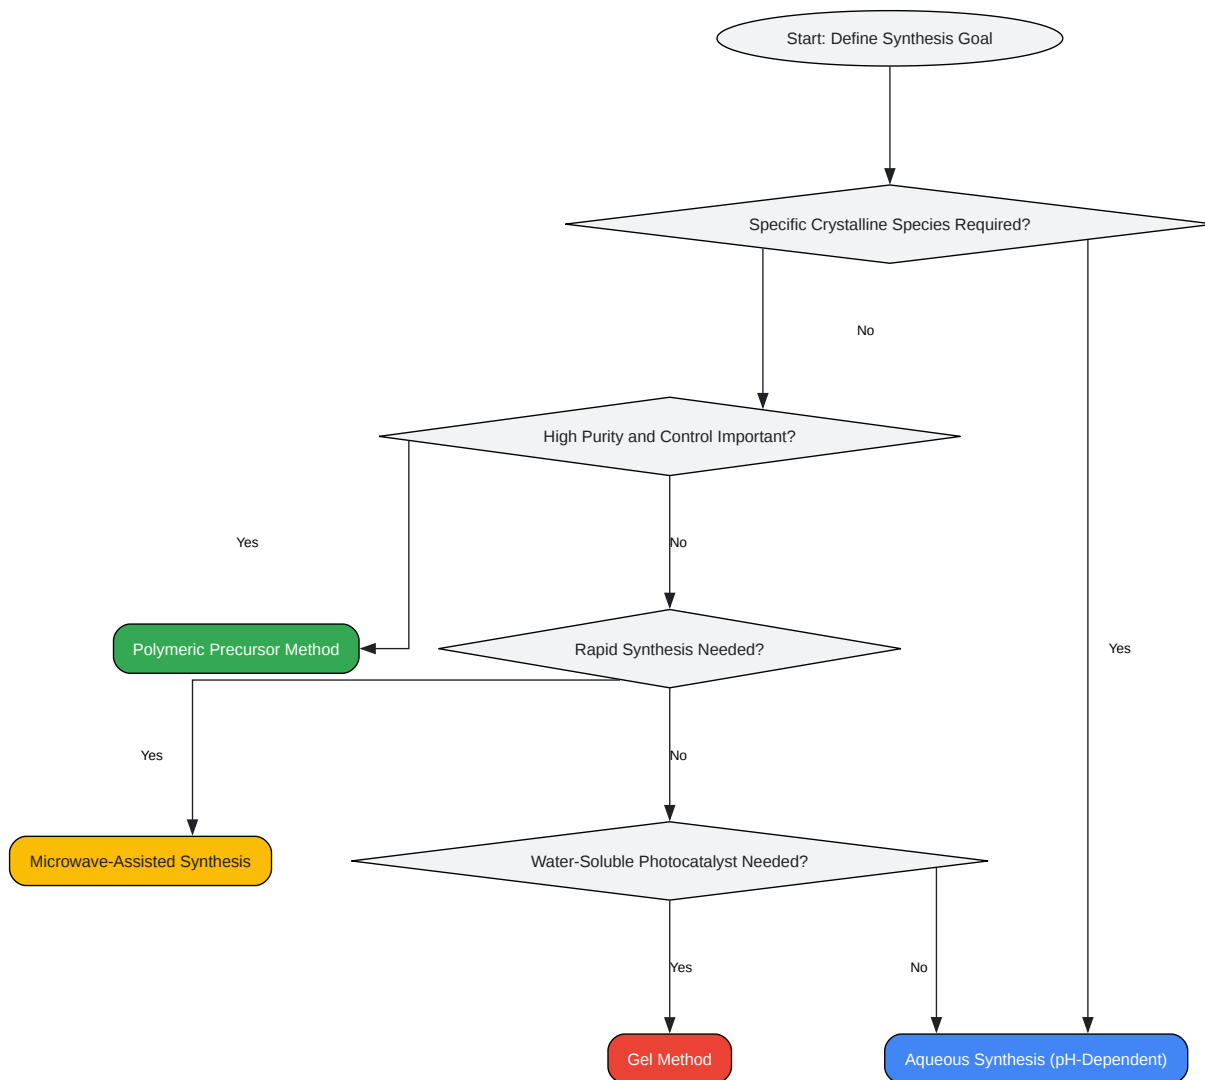 Start: Define Synthesis Goal
Specific Crystalline Species Required?
No
High Purity and Control Important?
Yes
No
Polymeric Precursor Method
Rapid Synthesis Needed?
Yes
Yes
No
Microwave-Assisted Synthesis
Water-Soluble Photocatalyst Needed?
Yes
No
Gel Method
Aqueous Synthesis (pH-Dependent)